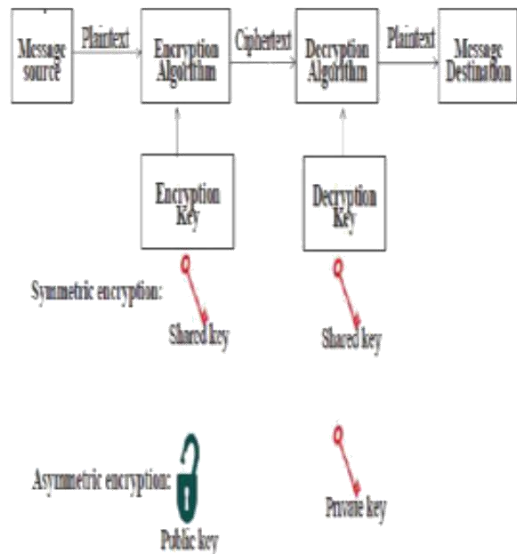 Plaintext
Ciphertext
Plaintext
Message
source
Encryption
Algorithm
Decryption
Algorithm
Message
Destination
Encryption
Key
Decryption
Key
Symmetric encryption:
Shared key
Shared key
Asymmetric encryption:
Public key
Private key